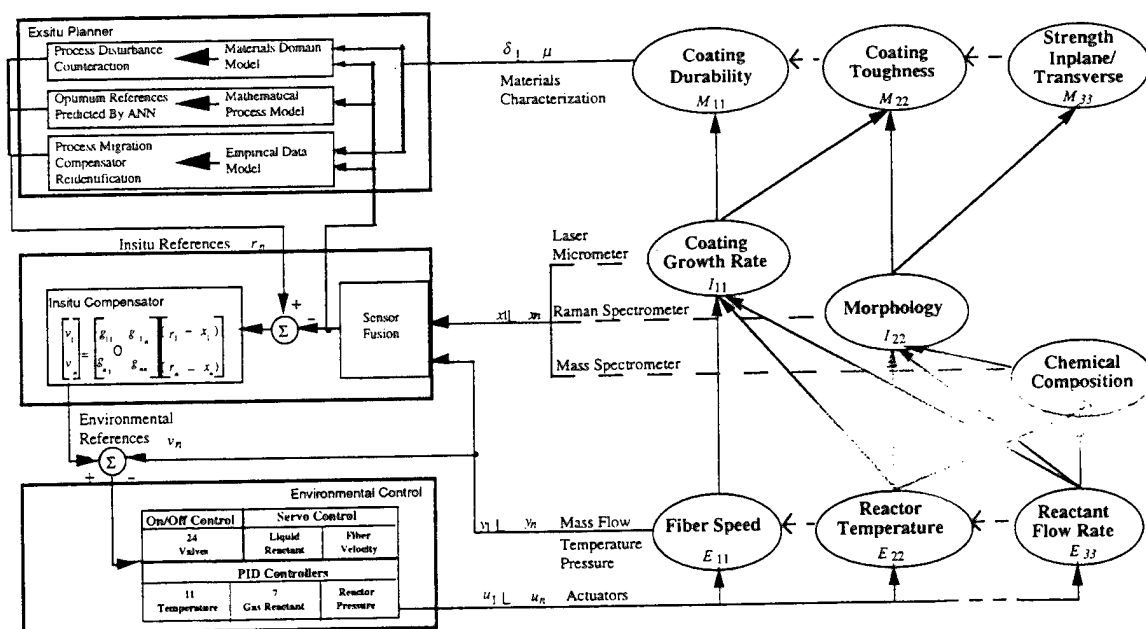 Exsitu Planner
Process Disturbance
Counteraction
Materials Domain
Model
Optumum References
Predicted By ANN
Mathematical
Process Model
Process Migration
Compensator
Reidentification
Empirical Data
Model
δ1 μ
Materials
Characterization
Coating
Durability
M11
Coating
Toughness
M22
Strength
Inplane/
Transverse
M33
Insitu References rn
Insitu Compensator
+
Σ
-
Sensor
Fusion
Laser
Micrometer
x1 xn Raman Spectrometer
Mass Spectrometer
Coating
Growth Rate
I11
Morphology
I22
Chemical
Composition
Environmental
References vn
Σ
+ -
Environmental Control
On/Off Control
Servo Control
24
Valves
Liquid
Reactant
Fiber
Velocity
PID Controllers
11
Temperature
7
Gas Reactant
Reactor
Pressure
y1 yn Mass Flow
Temperature
Pressure
Fiber Speed
E11
Reactor
Temperature
E22
Reactant
Flow Rate
E33
u1 un Actuators